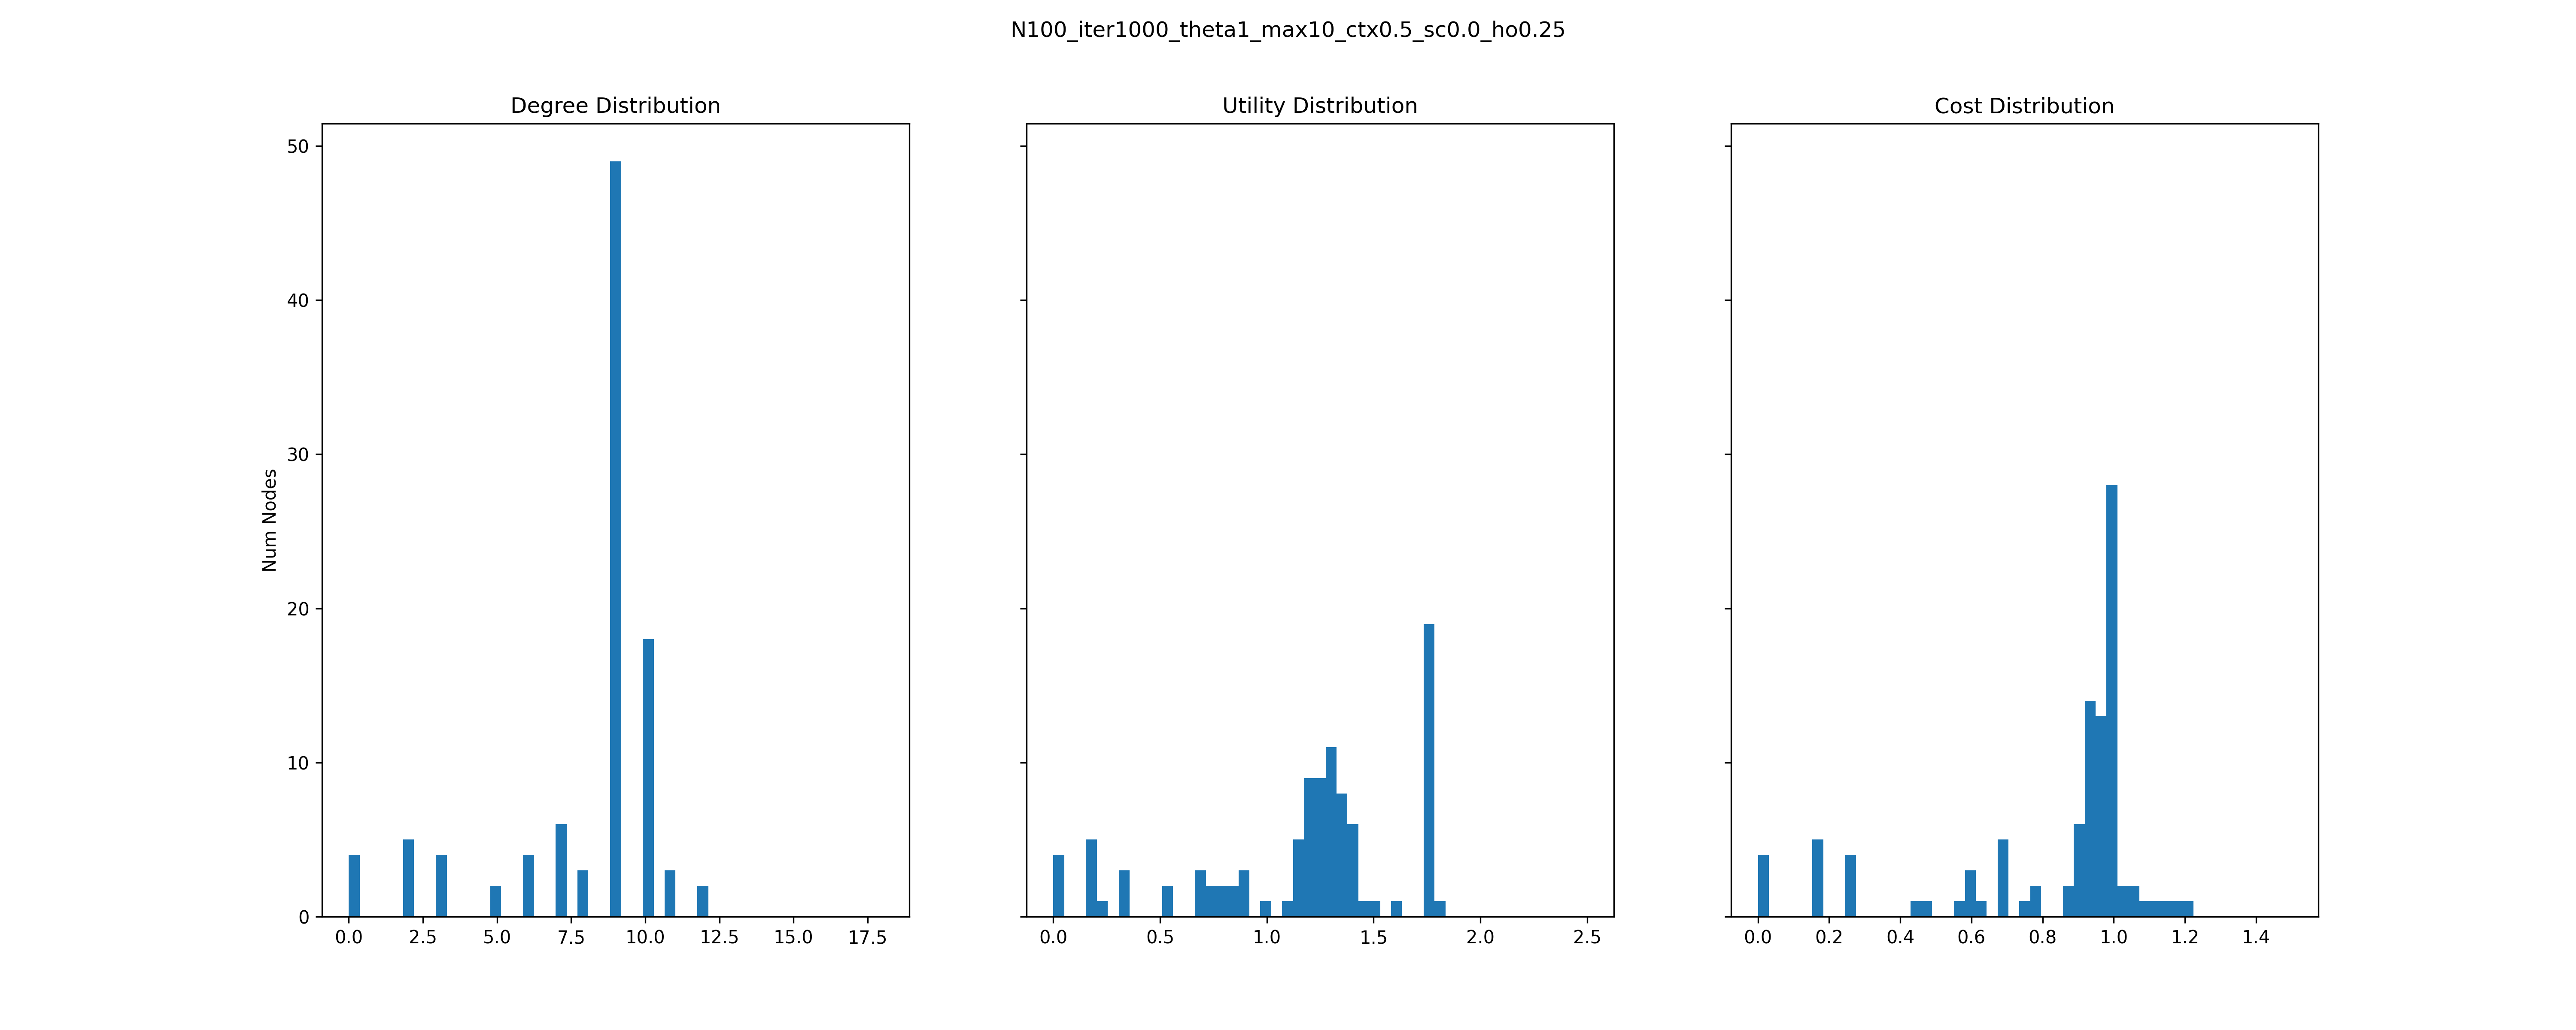 N100_iter1000_theta1_max10_ctx0.5_sc0.0_ho0.25
Degree Distribution
Num Nodes
50
40
30
20
10
0
0.0 2.5 5.0 7.5 10.0 12.5 15.0 17.5
Utility Distribution
0.0 0.5 1.0 1.5 2.0 2.5
Cost Distribution
0.0 0.2 0.4 0.6 0.8 1.0 1.2 1.4